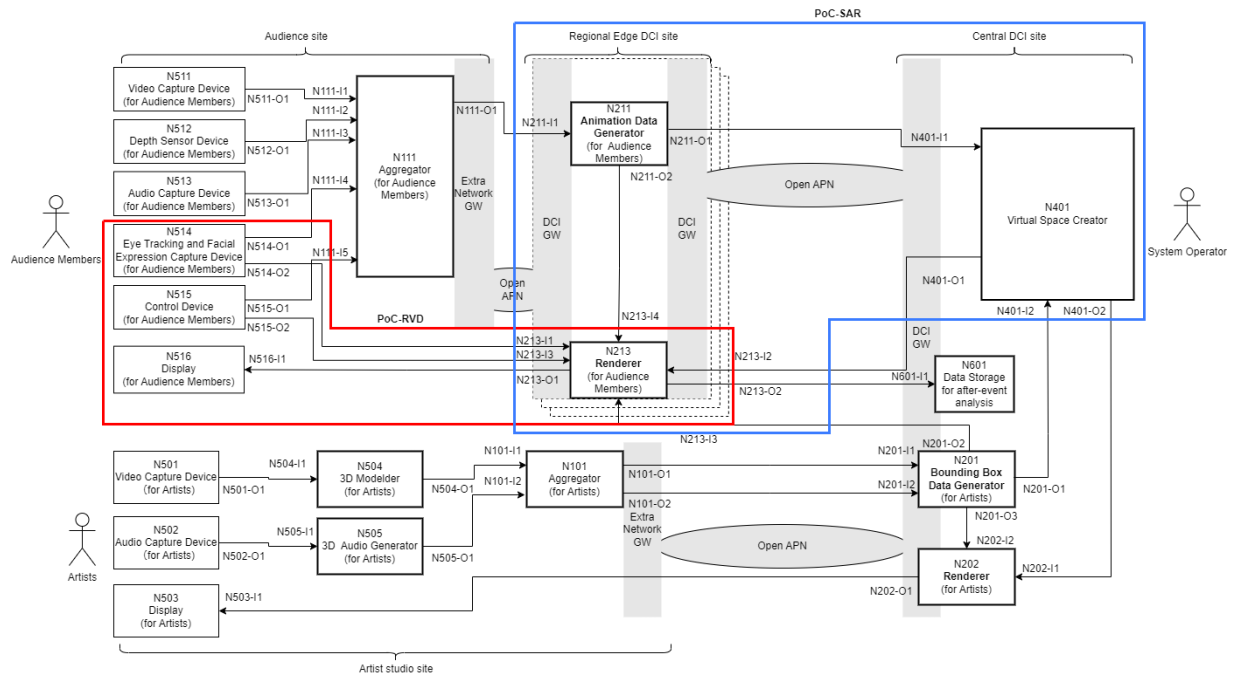 PoC-SAR
Audience site
Regional Edge DCI site
Central DCI site
N511
Video Capture Device
(for Audience Members)
N511-O1
N111-I1
N111-I2
N111-I3
N512
Depth Sensor Device
(for Audience Members)
N512-O1
N513
Audio Capture Device
(for Audience Members)
N513-O1
N111-I4
N111
Aggregator
(for Audience
Members)
N111-O1
Extra
Network
GW
N211-I1
N211
Animation Data
Generator
(for Audience
Members)
N211-O1
N211-O2
DCI
GW
DCI
GW
Open APN
N401-I1
N401
Virtual Space Creator
N401-O1
N401-I2
N401-O2
System Operator
Audience Members
N514
Eye Tracking and Facial
Expression Capture Device
(for Audience Members)
N514-O1
N514-O2
N111-I5
N515
Control Device
(for Audience Members)
N515-O1
N515-O2
Open
APN
PoC-RVD
N213-I4
N213-I1
N213-I3
N213-O1
N213
Renderer
(for Audience
Members)
N213-I2
N213-O2
N516
Display
(for Audience Members)
N516-I1
DCI
GW
N601-I1
N601
Data Storage
for after-event
analysis
N213-I3
N501
Video Capture Device
(for Artists)
N501-O1
N504-I1
N504
3D Modelder
(for Artists)
N504-O1
N101-I1
N101-I2
N101
Aggregator
(for Artists)
N101-O1
N101-O2
Extra
Network
GW
N201-I1
N201-I2
N201-O2
N201
Bounding Box
Data Generator
(for Artists)
N201-O1
N201-O3
Artists
N502
Audio Capture Device
(for Artists)
N502-O1
N505-I1
N505
3D Audio Generator
(for Artists)
N505-O1
Open APN
N202-I2
N202
Renderer
(for Artists)
N202-I1
N202-O1
N503
Display
(for Artists)
N503-I1
Artist studio site